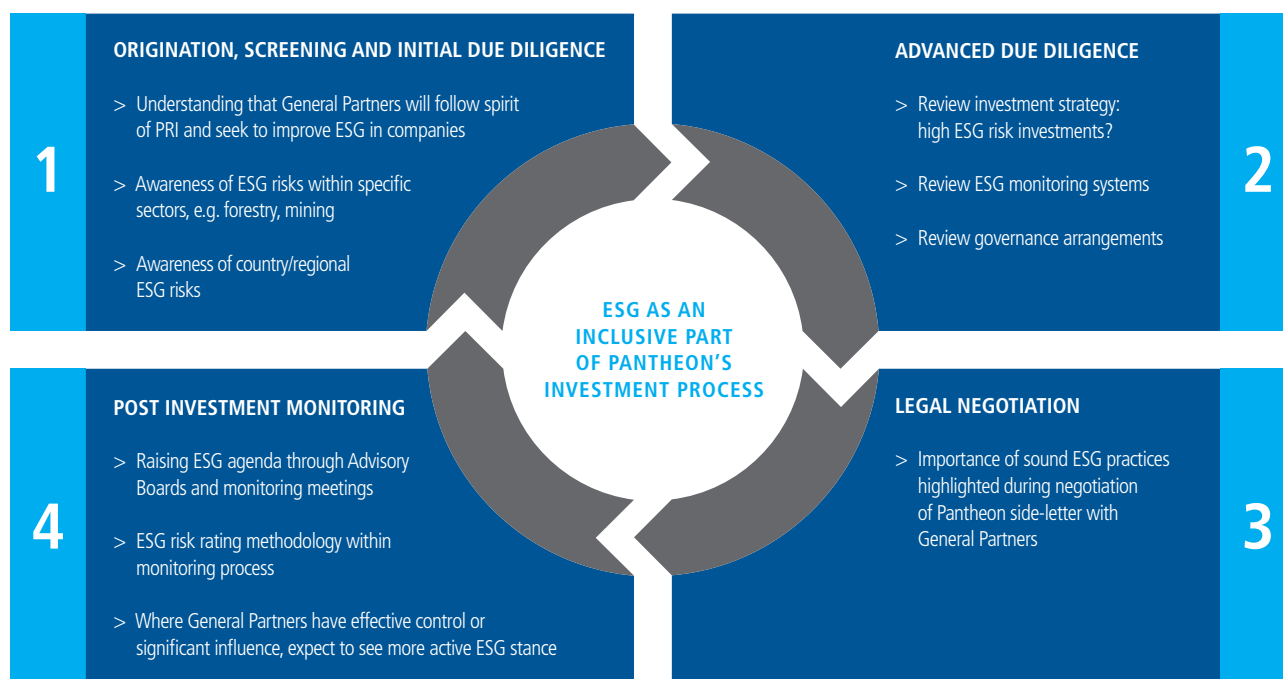 1
ORIGINATION, SCREENING AND INITIAL DUE DILIGENCE
> Understanding that General Partners will follow spirit
of PRI and seek to improve ESG in companies
> Awareness of ESG risks within specific
sectors, e.g. forestry, mining
> Awareness of country/regional
ESG risks
2
ADVANCED DUE DILIGENCE
> Review investment strategy:
high ESG risk investments?
> Review ESG monitoring systems
> Review governance arrangements
ESG AS AN
INCLUSIVE PART
OF PANTHEON’S
INVESTMENT PROCESS
3
LEGAL NEGOTIATION
> Importance of sound ESG practices
highlighted during negotiation
of Pantheon side-letter with
General Partners
4
POST INVESTMENT MONITORING
> Raising ESG agenda through Advisory
Boards and monitoring meetings
> ESG risk rating methodology within
monitoring process
> Where General Partners have effective control or
significant influence, expect to see more active ESG stance